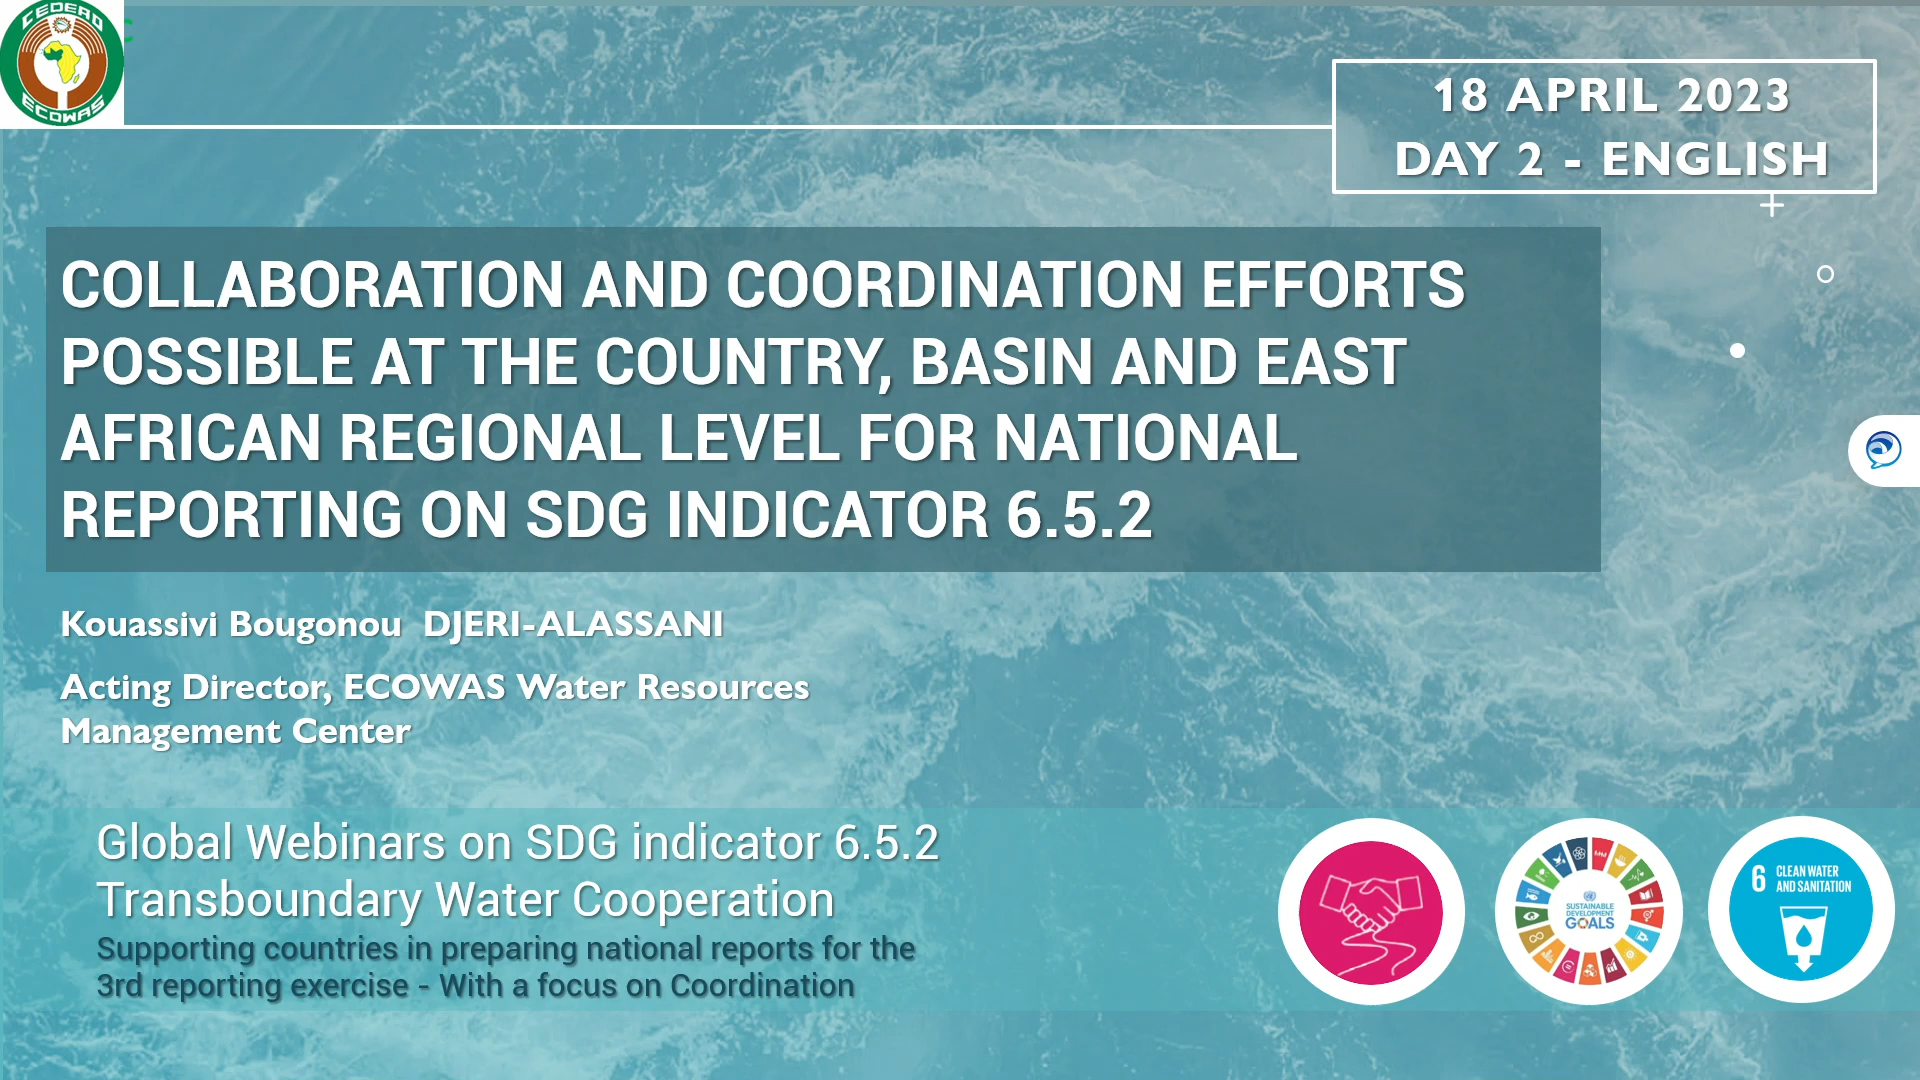 CEDEAO
ECOWAS
18 APRIL 2023
DAY 2 - ENGLISH
COLLABORATION AND COORDINATION EFFORTS
POSSIBLE AT THE COUNTRY, BASIN AND EAST
AFRICAN REGIONAL LEVEL FOR NATIONAL
REPORTING ON SDG INDICATOR 6.5.2
Kouassivi Bougonou  DJERI-ALASSANI
Acting Director, ECOWAS Water Resources
Management Center
Global Webinars on SDG indicator 6.5.2
Transboundary Water Cooperation
Supporting countries in preparing national reports for the
3rd reporting exercise - With a focus on Coordination
SUSTAINABLE
DEVELOPMENT
GOALS
6 CLEAN WATER
AND SANITATION